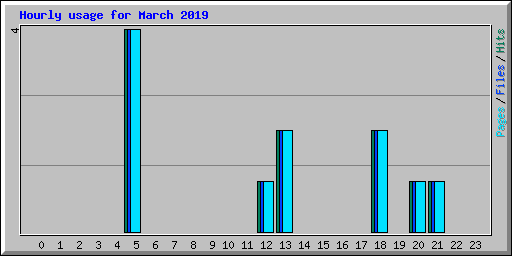 Hourly usage for March 2019
4
Pages/Files/Hits
0 1 2 3 4 5 6 7 8 9 10 11 12 13 14 15 16 17 18 19 20 21 22 23